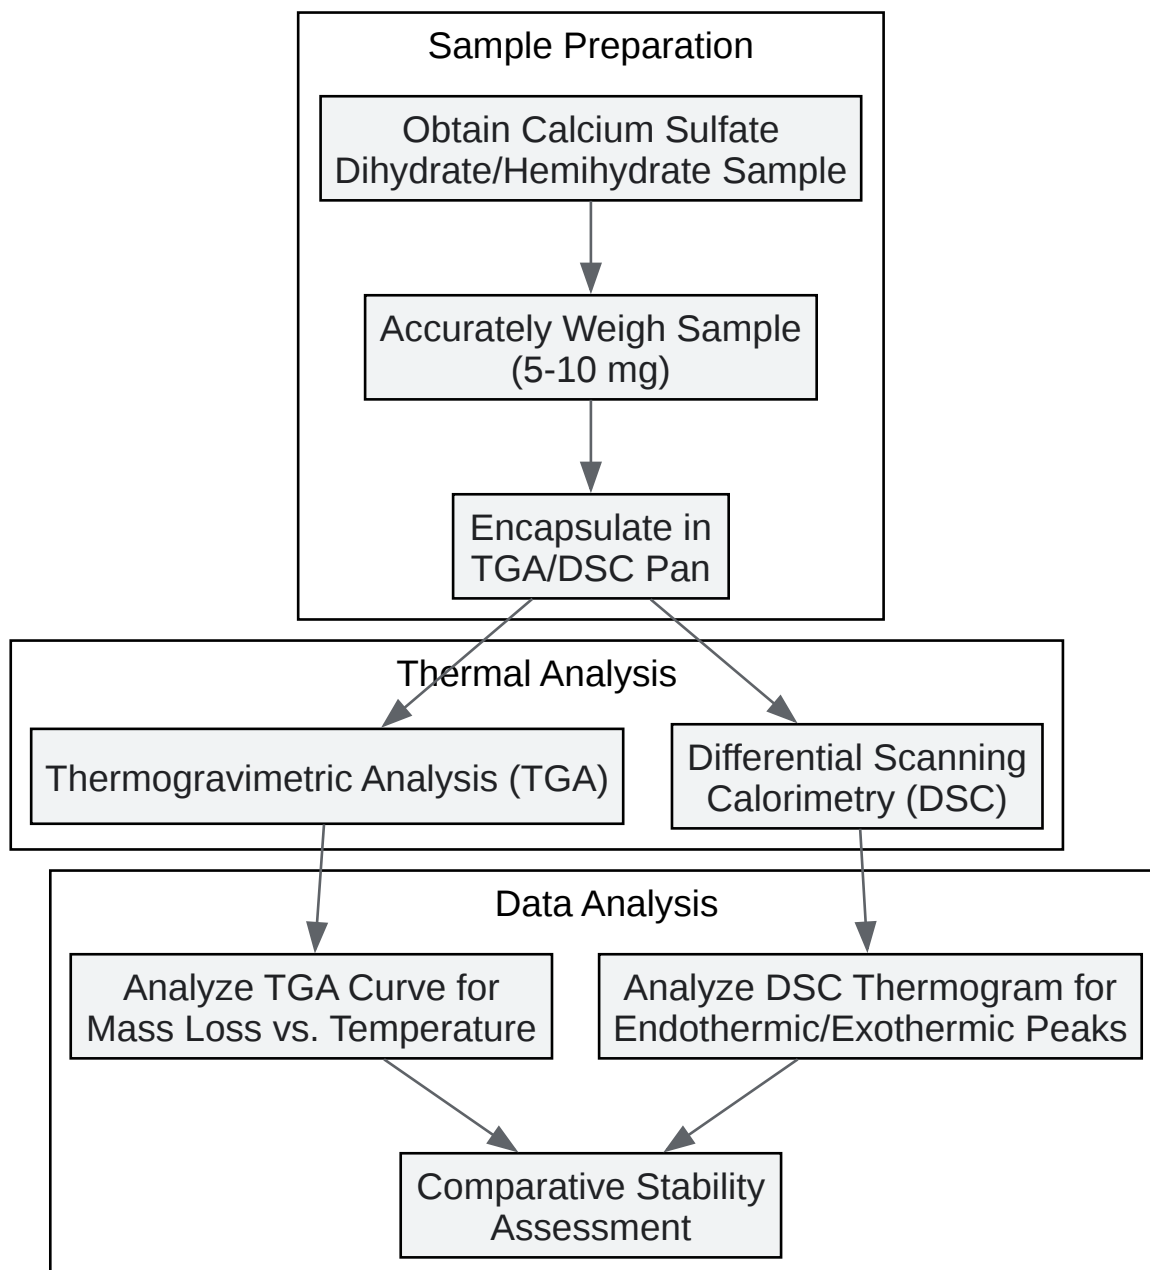 Sample Preparation
Obtain Calcium Sulfate
Dihydrate/Hemihydrate Sample
Accurately Weigh Sample
(5-10 mg)
Encapsulate in
TGA/DSC Pan
Thermal Analysis
Thermogravimetric Analysis (TGA)
Differential Scanning
Calorimetry (DSC)
Data Analysis
Analyze TGA Curve for
Mass Loss vs. Temperature
Analyze DSC Thermogram for
Endothermic/Exothermic Peaks
Comparative Stability
Assessment